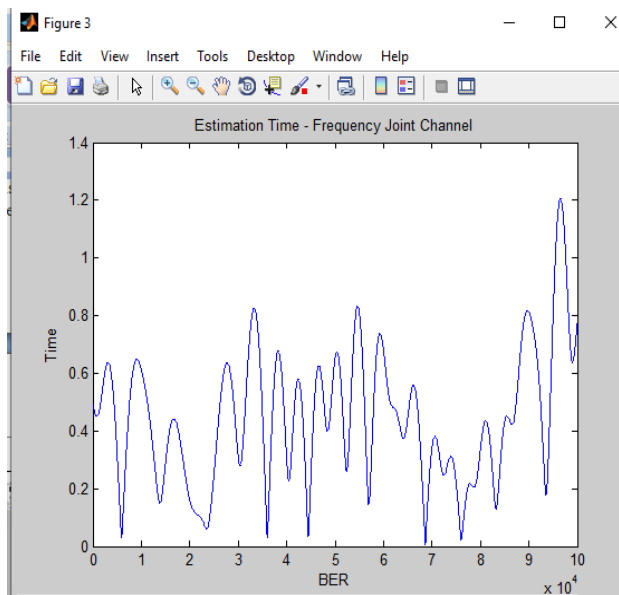 Figure 3
File Edit View Insert Tools Desktop Window Help
Estimation Time - Frequency Joint Channel
1.4
1.2
1
0.8
0.6
0.4
0.2
0
Time
0 1 2 3 4 5 6 7 8 9 10
BER
x 10^4